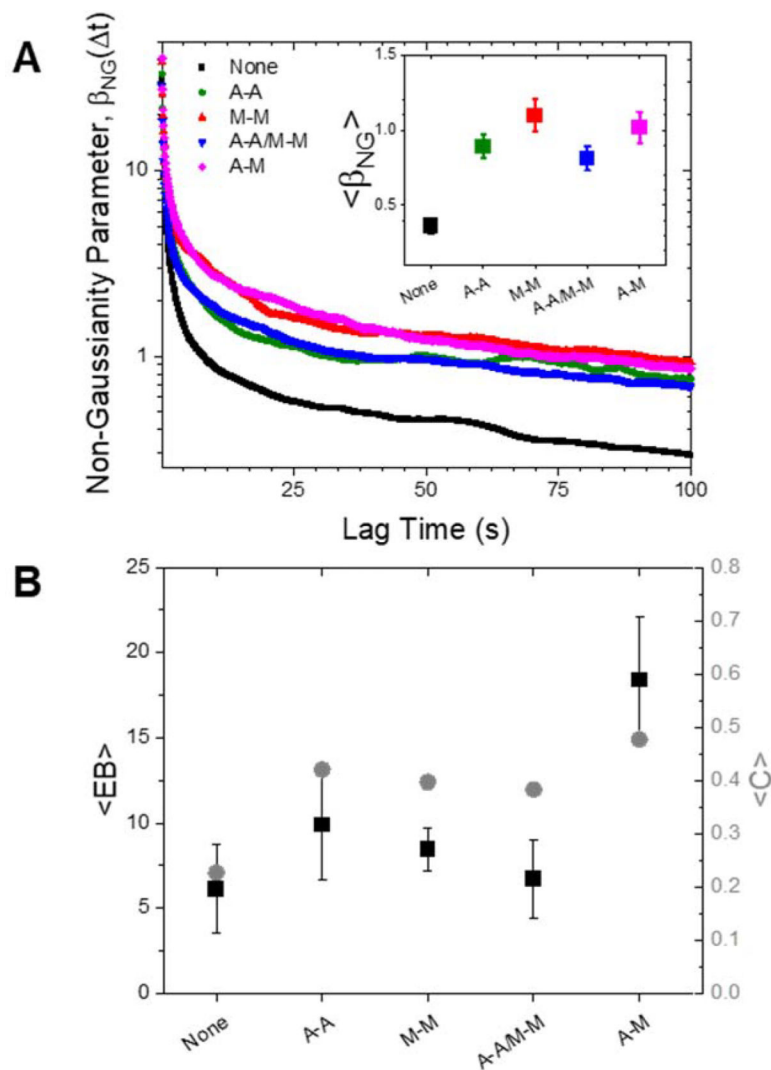 A
Non-Gaussianity Parameter, β_NG(Δt)
10
1
None
A-A
M-M
A-A/M-M
A-M
<β_NG>
1.5
1.0
0.5
None
A-A
M-M
A-A/M-M
A-M
25
50
75
100
Lag Time (s)
B
<EB>
25
20
15
10
5
0
0.8
0.7
0.6
0.5
0.4
0.3
0.2
0.1
0.0
<C>
None
A-A
M-M
A-A/M-M
A-M